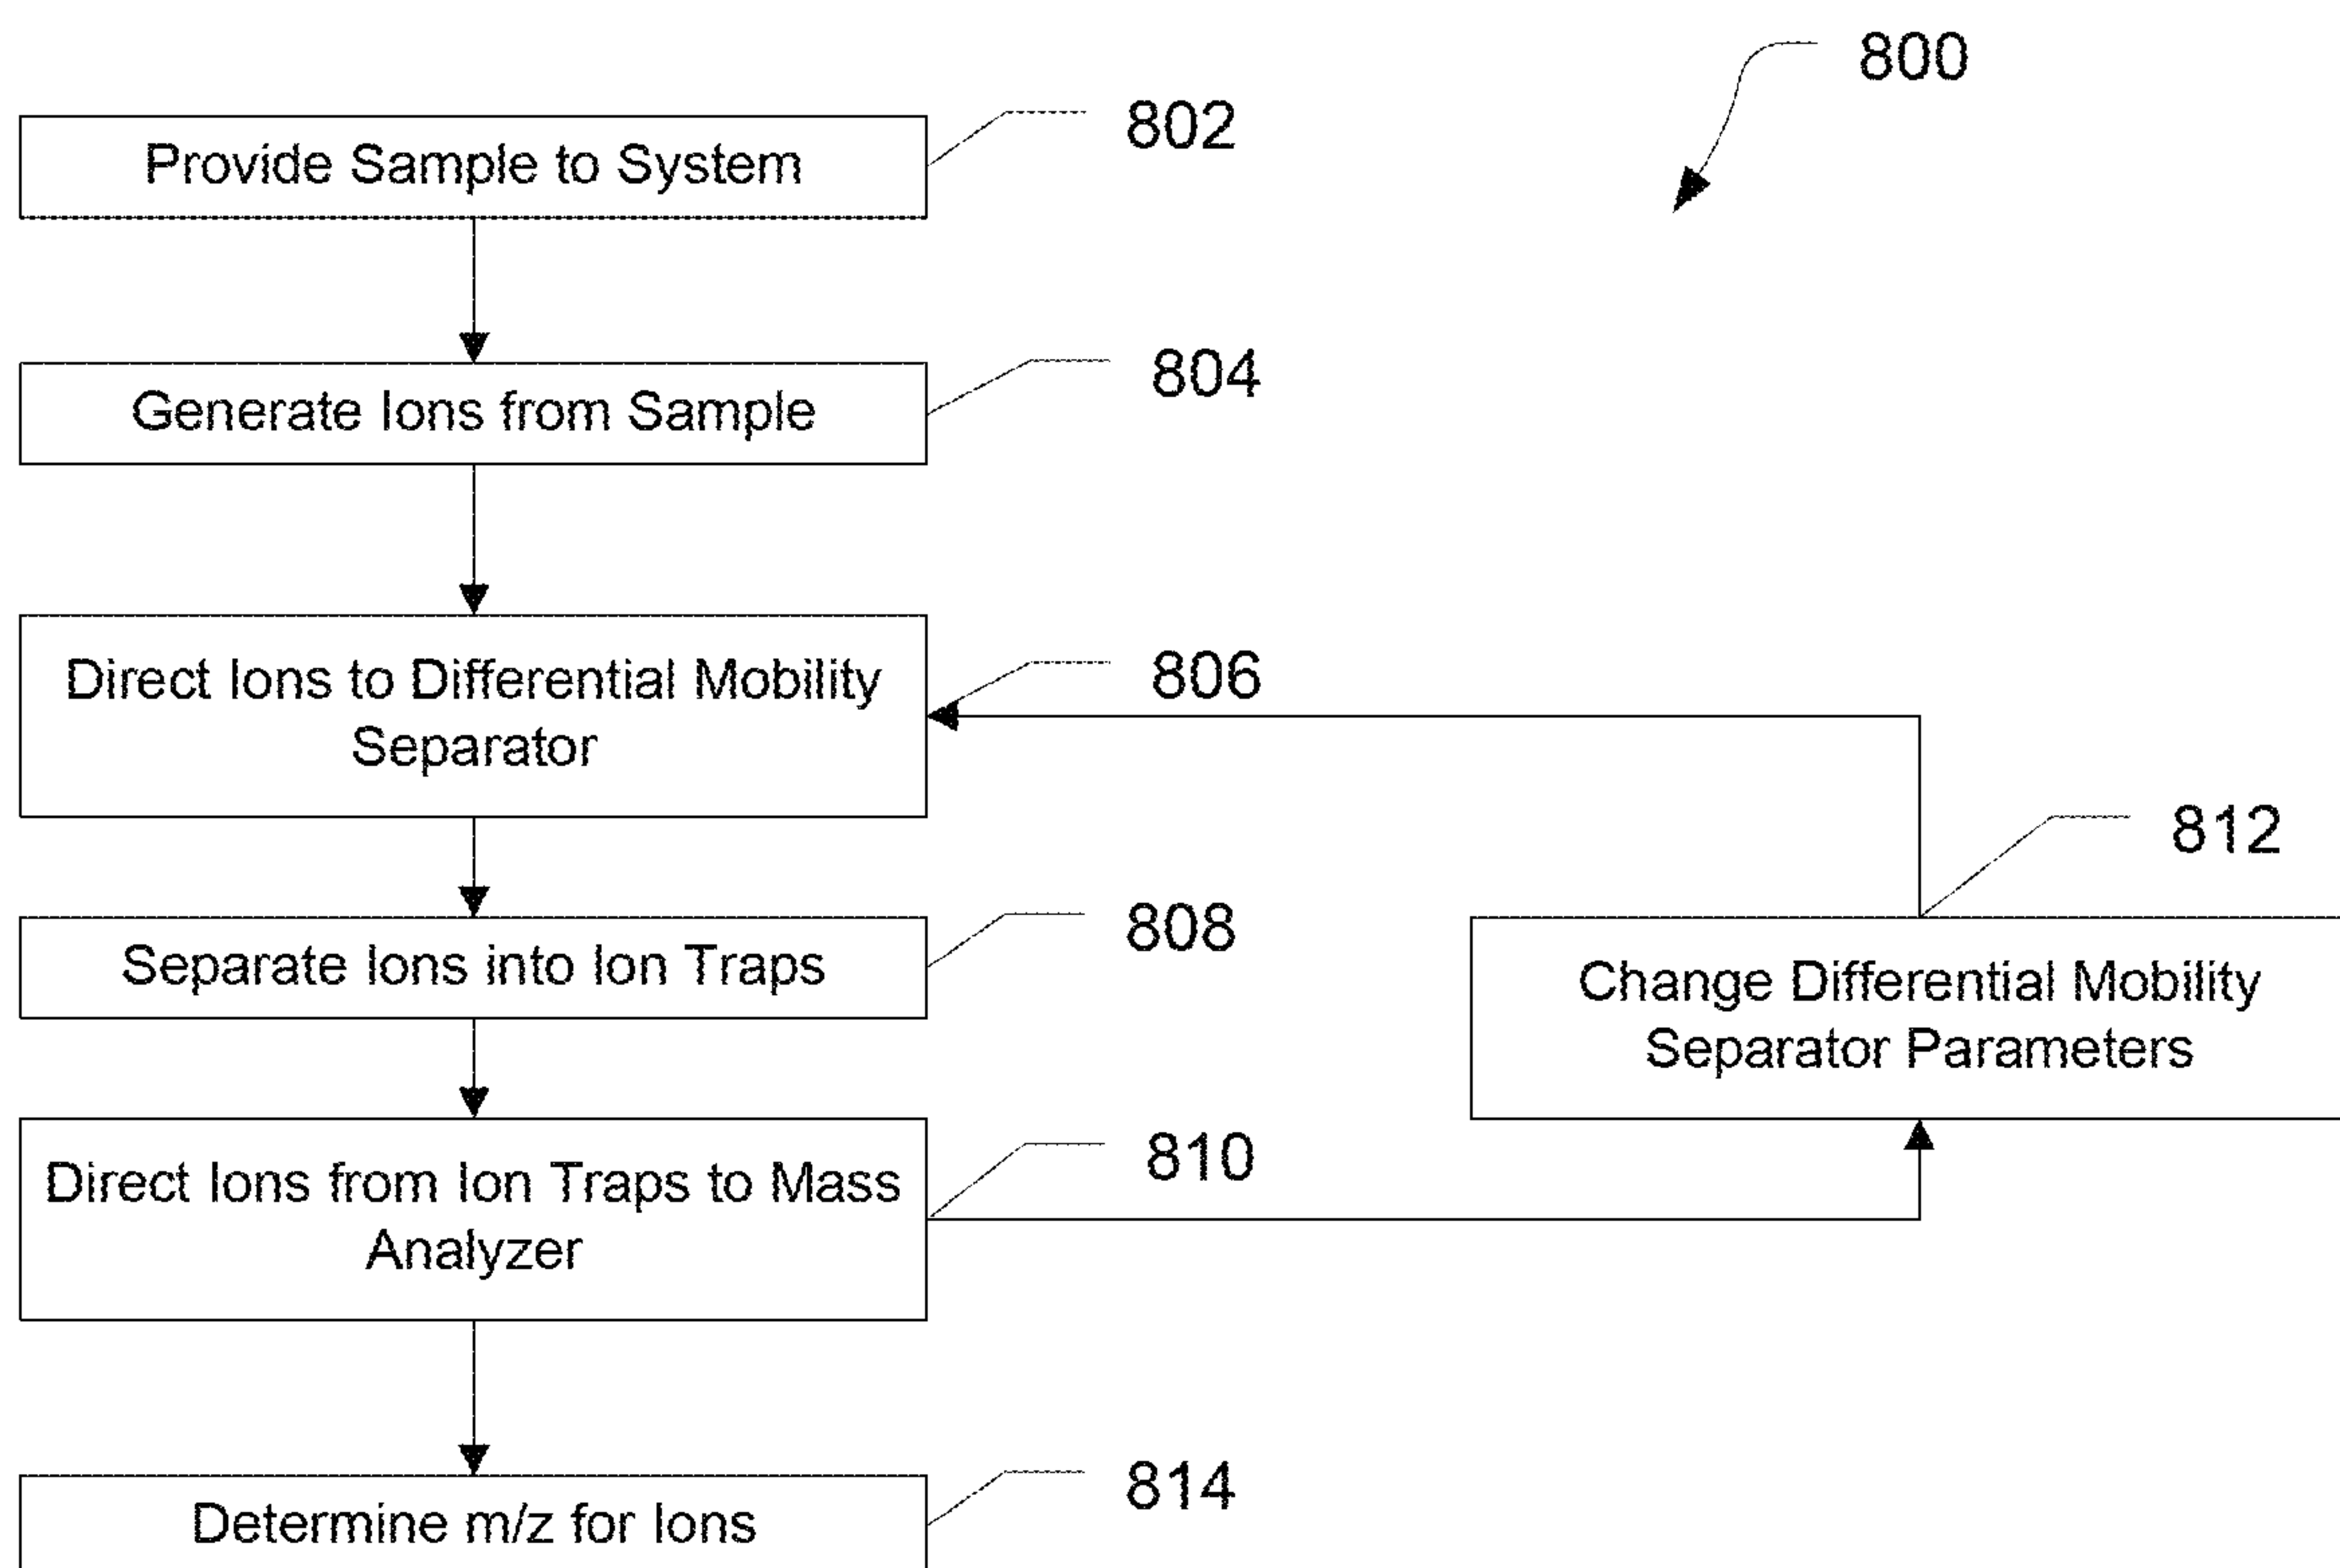 800
Provide Sample to System
802
Generate Ions from Sample
804
Direct Ions to Differential Mobility
Separator
806
Separate Ions into Ion Traps
808
Change Differential Mobility
Separator Parameters
812
Direct Ions from Ion Traps to Mass
Analyzer
810
Determine m/z for Ions
814